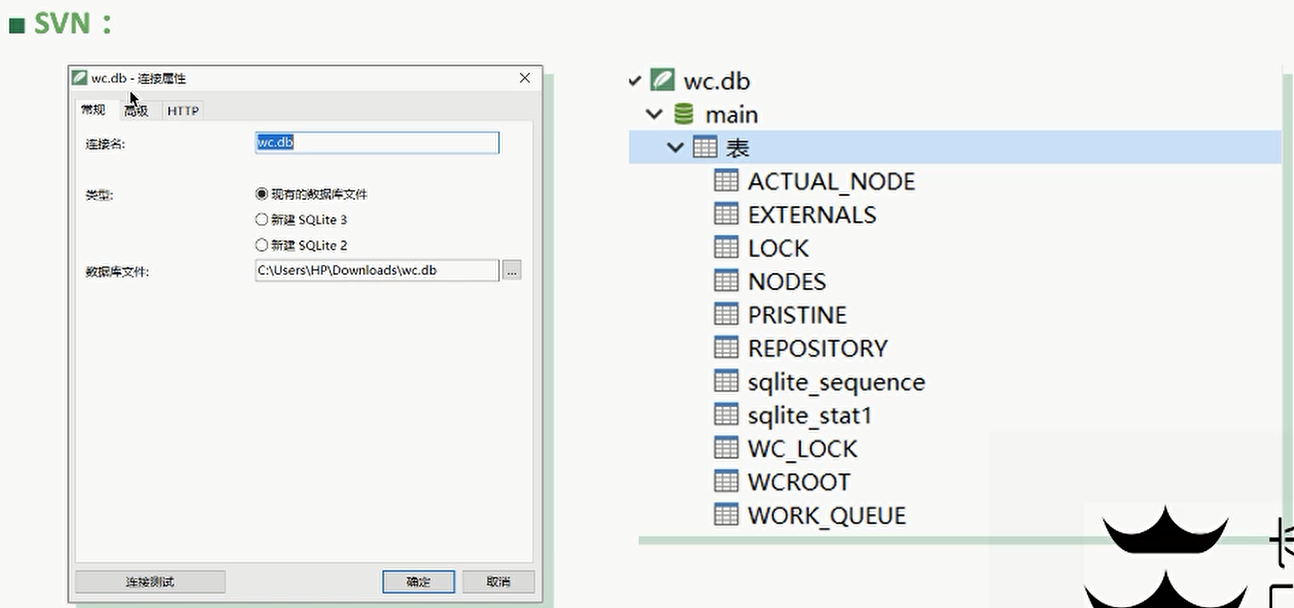 SVN：
wc.db - 连接属性
常规 高级 HTTP
连接名: wc.db
类型: 现有的数据库文件
新建 SQLite 3
新建 SQLite 2
数据库文件: C:\Users\HP\Downloads\wc.db ...
连接测试 确定 取消
wc.db
main
表
ACTUAL_NODE
EXTERNALS
LOCK
NODES
PRISTINE
REPOSITORY
sqlite_sequence
sqlite_stat1
WC_LOCK
WCROOT
WORK_QUEUE